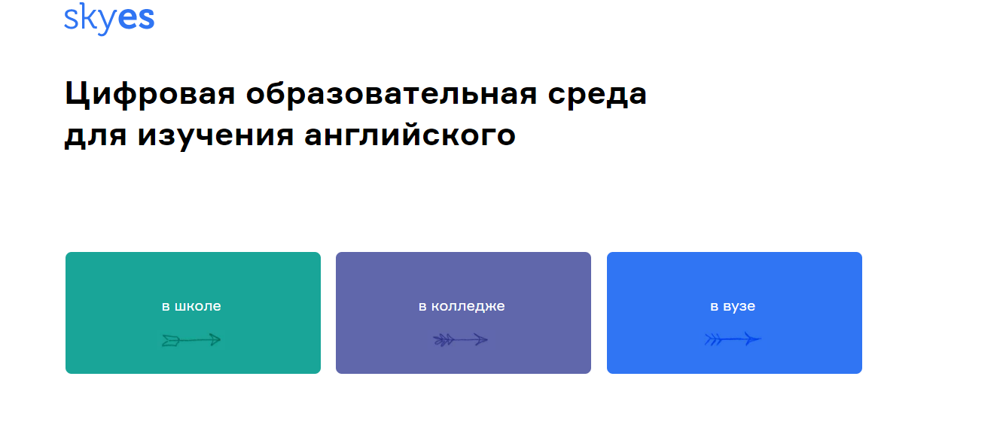 skyes
Цифровая образовательная среда
для изучения английского
в школе
в колледже
в вузе